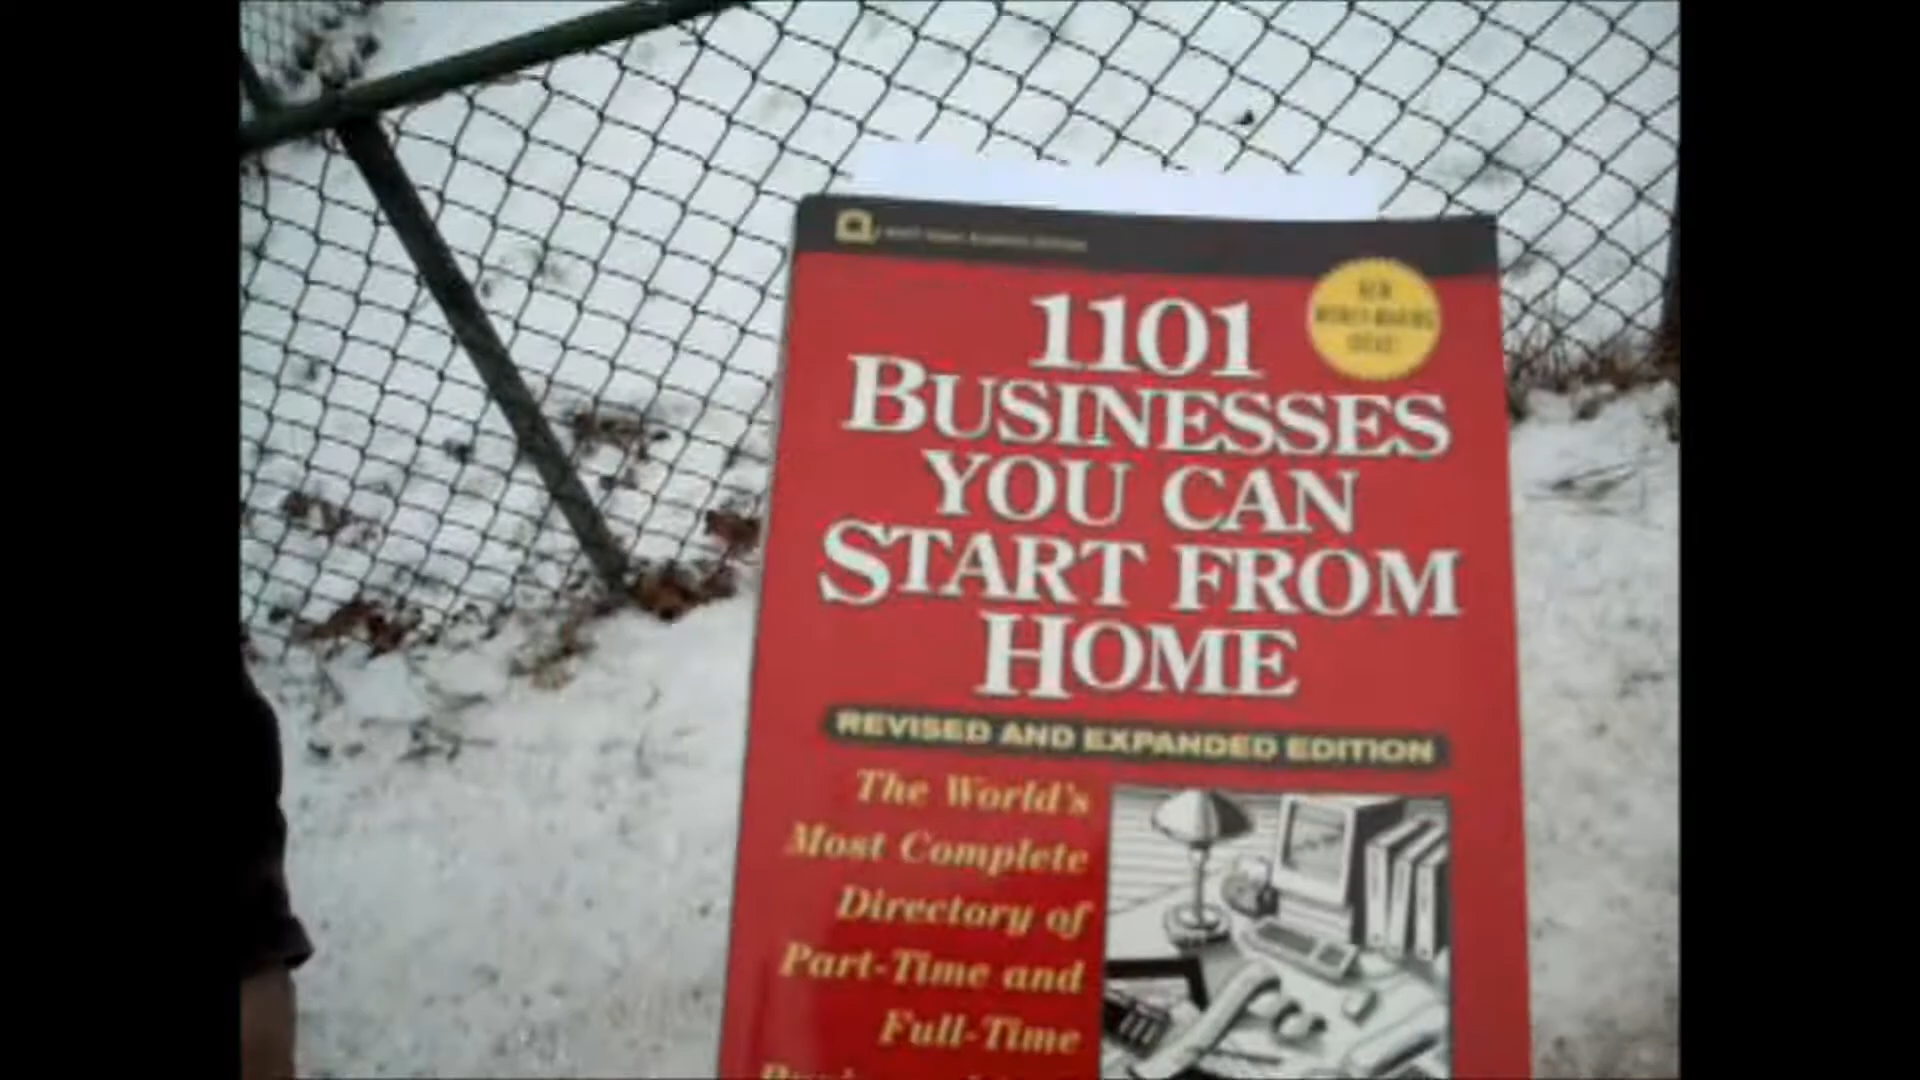 1101
BUSINESSES
YOU CAN
START FROM
HOME
REVISED AND EXPANDED EDITION
The World's
Most Complete
Directory of
Part-Time and
Full-Time